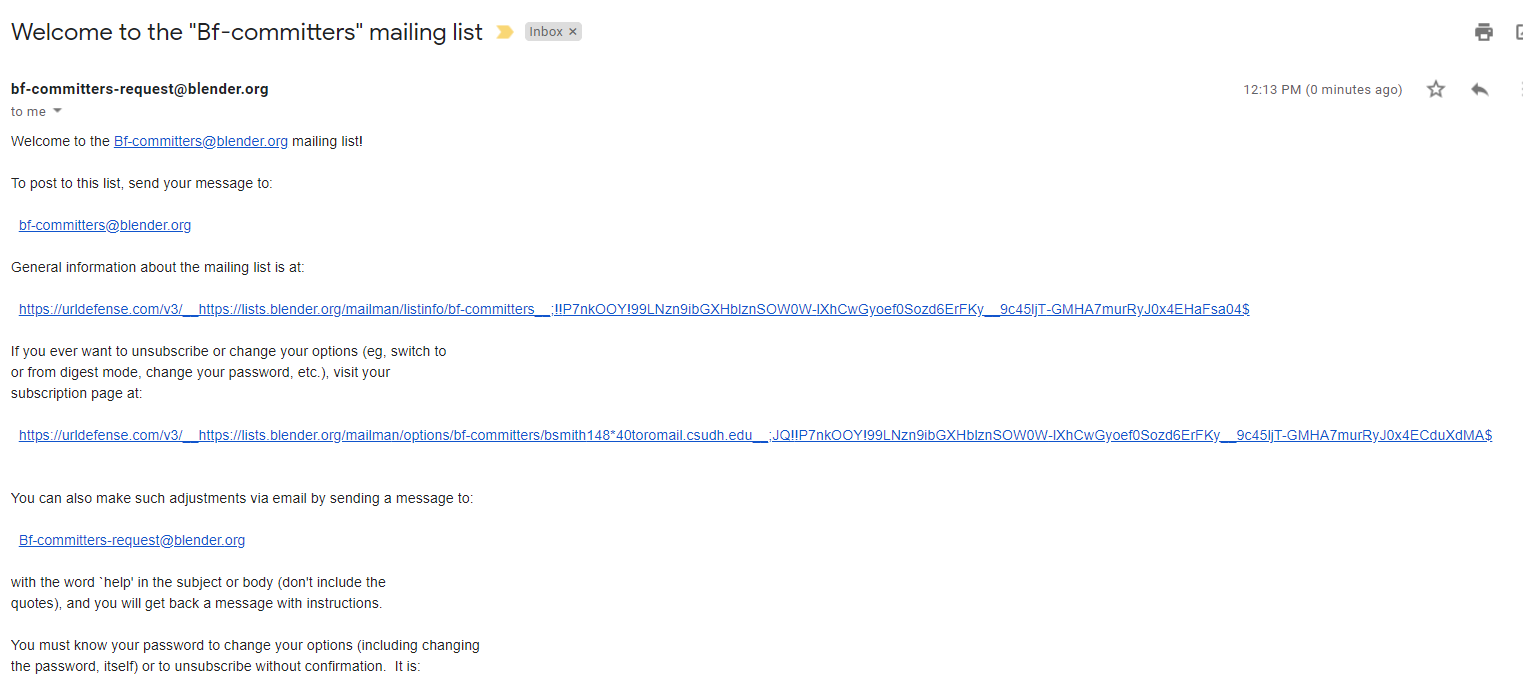 Welcome to the "Bf-committers" mailing list Inbox ×
bf-committers-request@blender.org 12:13 PM (0 minutes ago)
to me
Welcome to the Bf-committers@blender.org mailing list!
To post to this list, send your message to:
bf-committers@blender.org
General information about the mailing list is at:
https://urldefense.com/v3/__https://lists.blender.org/mailman/listinfo/bf-committers__;!!P7nkOOY!99LNzn9ibGXHblznSOW0W-lXhCwGyoef0Sozd6ErFKy__9c45ljT-GMHA7murRyJ0x4EHaFsa04$
If you ever want to unsubscribe or change your options (eg, switch to
or from digest mode, change your password, etc.), visit your
subscription page at:
https://urldefense.com/v3/__https://lists.blender.org/mailman/options/bf-committers/bsmith148*40toromail.csudh.edu__;JQ!!P7nkOOY!99LNzn9ibGXHblznSOW0W-lXhCwGyoef0Sozd6ErFKy__9c45ljT-GMHA7murRyJ0x4ECduXdMA$
You can also make such adjustments via email by sending a message to:
Bf-committers-request@blender.org
with the word `help' in the subject or body (don't include the
quotes), and you will get back a message with instructions.
You must know your password to change your options (including changing
the password, itself) or to unsubscribe without confirmation.  It is: